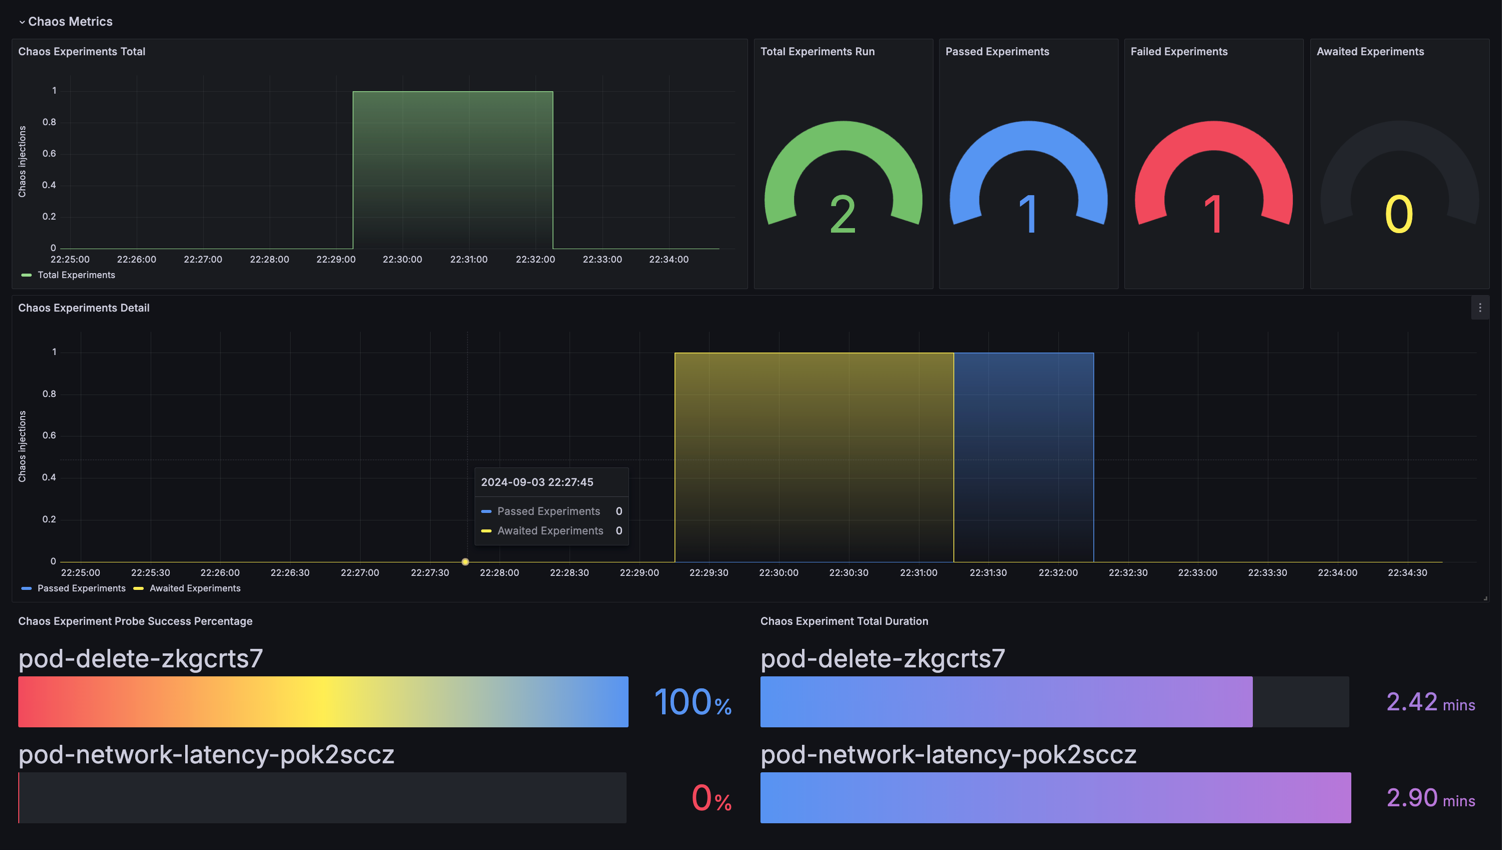 Chaos Metrics
Chaos Experiments Total
Chaos injections
1
0.8
0.6
0.4
0.2
0
22:25:00 22:26:00 22:27:00 22:28:00 22:29:00 22:30:00 22:31:00 22:32:00 22:33:00 22:34:00
Total Experiments
Total Experiments Run
2
Passed Experiments
1
Failed Experiments
1
Awaited Experiments
0
Chaos Experiments Detail
Chaos injections
1
0.8
0.6
0.4
0.2
0
2024-09-03 22:27:45
Passed Experiments 0
Awaited Experiments 0
22:25:00 22:25:30 22:26:00 22:26:30 22:27:00 22:27:30 22:28:00 22:28:30 22:29:00 22:29:30 22:30:00 22:30:30 22:31:00 22:31:30 22:32:00 22:32:30 22:33:00 22:33:30 22:34:00 22:34:30
Passed Experiments Awaited Experiments
Chaos Experiment Probe Success Percentage
pod-delete-zkgcrts7
100%
pod-network-latency-pok2sccz
0%
Chaos Experiment Total Duration
pod-delete-zkgcrts7
2.42 mins
pod-network-latency-pok2sccz
2.90 mins